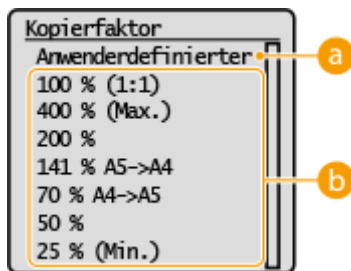 Kopierfaktor
Anwenderdefinierter
a
100 % (1:1)
400 % (Max.)
200 %
141 % A5->A4
b
70 % A4->A5
50 %
25 % (Min.)